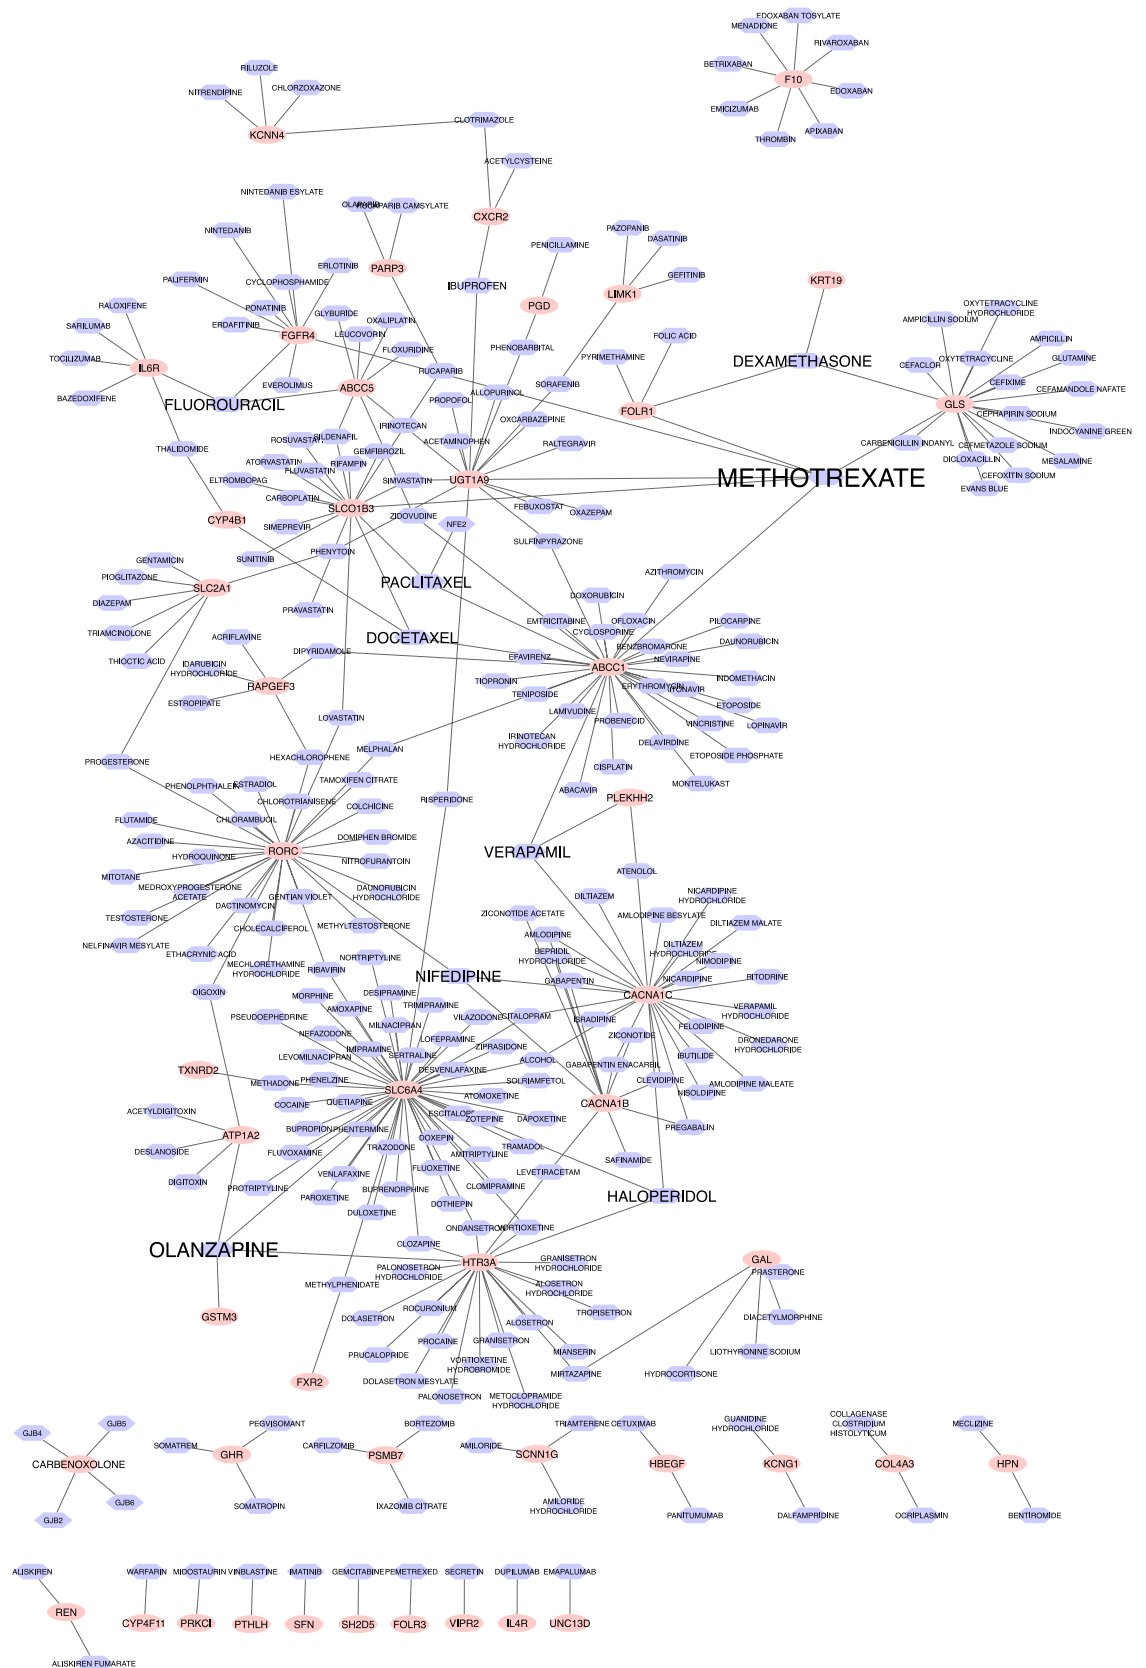 EDOXABAN TOSYLATE
MENADIONE
RIVAROXABAN
BETRIXABAN
F10
EDOXABAN
EMICIZUMAB
APIXABAN
THROMBIN
RILUZOLE
NITRENDIPINE
CHLORZOXAZONE
KCNN4
CLOTRIMAZOLE
ACETYLCYSTEINE
CXCR2
NINTEDANIB ESYLATE
OLAPARIB
RUCAPARIB CAMSYLATE
NINTEDANIB
PAZOPANIB
DASATINIB
PENICILLAMINE
GEFITINIB
PALIFERMIN
CYCLOPHOSPHAMIDE
ERLOTINIB
PARP3
IBUPROFEN
PGD
LIMK1
KRT19
RALOXIFENE
PONATINIB
GLYBURIDE
OXALIPLATIN
SARILUMAB
ERDAFITINIB
FGFR4
LEUCOVORIN
FLOXURIDINE
TOCILIZUMAB
IL6R
BAZEDOXIFENE
EVEROLIMUS
ABCC5
RUCAPARIB
PHENOBARBITAL
FLUOROURACIL
PROPOFOL
ALLOPURINOL
SORAFENIB
PYRIMETHAMINE
FOLIC ACID
FOLR1
DEXAMETHASONE
AMPICILLIN SODIUM
OXYTETRACYCLINE
HYDROCHLORIDE
AMPICILLIN
OXYTETRACYCLINE
GLUTAMINE
CEFACLOR
CEFIXIME
CEFAMANDOLE NAFATE
GLS
CEPHAPIRIN SODIUM
INDOCYANINE GREEN
CARBENICILLIN INDANYL
CEFMETAZOLE SODIUM
MESALAMINE
DICLOXACILLIN
CEFOXITIN SODIUM
EVANS BLUE
THALIDOMIDE
SILDENAFIL
IRINOTECAN
OXCARBAZEPINE
ACETAMINOPHEN
RALTEGRAVIR
GEMFIBROZIL
ATORVASTATIN
RIFAMPIN
FLUVASTATIN
ELTROMBOPAG
SIMVASTATIN
UGT1A9
METHOTREXATE
CARBOPLATIN
SLCO1B3
FEBUXOSTAT
OXAZEPAM
CYP4B1
SIMEPREVIR
ZIDOVUDINE
NFE2
SULFINPYRAZONE
SUNITINIB
PHENYTOIN
GENTAMICIN
PIOGLITAZONE
SLC2A1
DIAZEPAM
TRIAMCINOLONE
THIOCTIC ACID
PACLITAXEL
PRAVASTATIN
DOCETAXEL
AZITHROMYCIN
DOXORUBICIN
EMTRICITABINE
OFLOXACIN
CYCLOSPORINE
PILOCARPINE
BENZBROMARONE
DAUNORUBICIN
EFAVIRENZ
ABCC1
NEVIRAPINE
TIOPRONIN
INDOMETHACIN
ERYTHROMYCIN
TENIPOSIDE
ETOPOSIDE
LAMIVUDINE
PROBENECID
VINCRISTINE
LOPINAVIR
IRINOTECAN
HYDROCHLORIDE
DELAVIRDINE
ETOPOSIDE PHOSPHATE
CISPLATIN
MONTELUKAST
ABACAVIR
ACRIFLAVINE
DIPYRIDAMOLE
IDARUBICIN
HYDROCHLORIDE
RAPGEF3
ESTROPIPATE
LOVASTATIN
MELPHALAN
HEXACHLOROPHENE
PROGESTERONE
PHENOLPHTHALEIN
ESTRADIOL
TAMOXIFEN CITRATE
CHLOROTRIANISENE
COLCHICINE
RISPERIDONE
FLUTAMIDE
CHLORAMBUCIL
DOMIPHEN BROMIDE
AZACITIDINE
HYDROQUINONE
RORC
NITROFURANTOIN
MITOTANE
MEDROXYPROGESTERONE
ACETATE
DAUNORUBICIN
HYDROCHLORIDE
GENTIAN VIOLET
TESTOSTERONE
DACTINOMYCIN
METHYLTESTOSTERONE
NELFINAVIR MESYLATE
CHOLECALCIFEROL
ETHACRYNIC ACID
MECHLORETHAMINE
HYDROCHLORIDE
RIBAVIRIN
DIGOXIN
PLEKHH2
VERAPAMIL
ATENOLOL
DILTIAZEM
NICARDIPINE
HYDROCHLORIDE
ZICONOTIDE ACETATE
AMLODIPINE BESYLATE
DILTIAZEM MALATE
AMLODIPINE
BEPRIDIL
HYDROCHLORIDE
DILTIAZEM
HYDROCHLORIDE
NIMODIPINE
GABAPENTIN
NICARDIPINE
RITODRINE
NIFEDIPINE
CACNA1C
VERAPAMIL
HYDROCHLORIDE
ISRADIPINE
FELODIPINE
ZICONOTIDE
DRONEDARONE
HYDROCHLORIDE
IBUTILIDE
GABAPENTIN ENACARBIL
CLEVIDIPINE
NISOLDIPINE
AMLODIPINE MALEATE
CACNA1B
PREGABALIN
SAFINAMIDE
LEVETIRACETAM
HALOPERIDOL
NORTRIPTYLINE
MORPHINE
DESIPRAMINE
TRIMIPRAMINE
PSEUDOEPHEDRINE
AMOXAPINE
VILAZODONE
CITALOPRAM
NEFAZODONE
MILNACIPRAN
LOFEPRAMINE
ZIPRASIDONE
LEVOMILNACIPRAN
IMIPRAMINE
SERTRALINE
DESVENLAFAXINE
ALCOHOL
TXNRD2
METHADONE
PHENELZINE
SLC6A4
SOLRIAMFETOL
COCAINE
QUETIAPINE
ATOMOXETINE
ZOTEPINE
DAPOXETINE
BUPROPION
PHENTERMINE
DOXEPIN
TRAMADOL
FLUVOXAMINE
TRAZODONE
AMITRIPTYLINE
VENLAFAXINE
FLUOXETINE
PROTRIPTYLINE
BUPRENORPHINE
CLOMIPRAMINE
PAROXETINE
DULOXETINE
DOTHIEPIN
ACETYLDIGITOXIN
ATP1A2
DESLANOSIDE
DIGITOXIN
OLANZAPINE
GSTM3
ONDANSETRON
VORTIOXETINE
CLOZAPINE
HTR3A
PALONOSETRON
HYDROCHLORIDE
GRANISETRON
HYDROCHLORIDE
METHYLPHENIDATE
ALOSETRON
HYDROCHLORIDE
DOLASETRON
ROCURONIUM
TROPISETRON
ALOSETRON
PROCAINE
GRANISETRON
PRUCALOPRIDE
MIANSERIN
VORTIOXETINE
HYDROBROMIDE
MIRTAZAPINE
DOLASETRON MESYLATE
FXR2
PALONOSETRON
METOCLOPRAMIDE
HYDROCHLORIDE
GAL
PRASTERONE
DIACETYLMORPHINE
LIOTHYRONINE SODIUM
HYDROCORTISONE
GJB4
GJB5
CARBENOXOLONE
GJB6
GJB2
PEGVISOMANT
SOMATREM
GHR
SOMATROPIN
BORTEZOMIB
CARFILZOMIB
PSMB7
IXAZOMIB CITRATE
TRIAMTERENE
AMILORIDE
SCNN1G
AMILORIDE
HYDROCHLORIDE
CETUXIMAB
HBEGF
PANITUMUMAB
GUANIDINE
HYDROCHLORIDE
KCNG1
DALFAMPRIDINE
COLLAGENASE
CLOSTRIDIUM
HISTOLYTICUM
COL4A3
OCRIPLASMIN
MECLIZINE
HPN
BENTIROMIDE
ALISKIREN
REN
ALISKIREN FUMARATE
WARFARIN
CYP4F11
MIDOSTAURIN
PRKCI
VINBLASTINE
PTHLH
IMATINIB
SFN
GEMCITABINE
SH2D5
PEMETREXED
FOLR3
SECRETIN
VIPR2
DUPILUMAB
IL4R
EMAPALUMAB
UNC13D